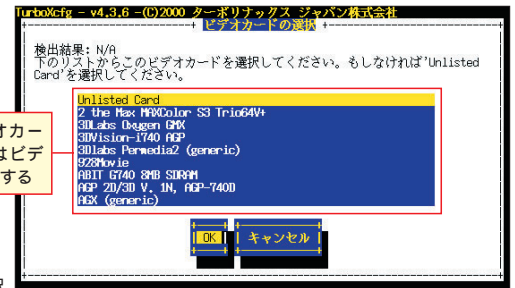 TurboXcfg - v4.3.6 -(C)2000 ターボリナックス ジャパン株式会社
ビデオカードの選択
検出結果: N/A
下のリストからこのビデオカードを選択してください。もしなければ'Unlisted
Card'を選択してください。
Unlisted Card
2 the Max MAXColor S3 Trio64V+
3DLabs Oxygen GMX
3DVision-i740 AGP
3Dlabs Permedia2 (generic)
928Movie
ABIT G740 8MB SDRAM
AGP 2D/3D V. 1N, AGP-740D
AGX (generic)
オカー
はビデ
する
OK
キャンセル